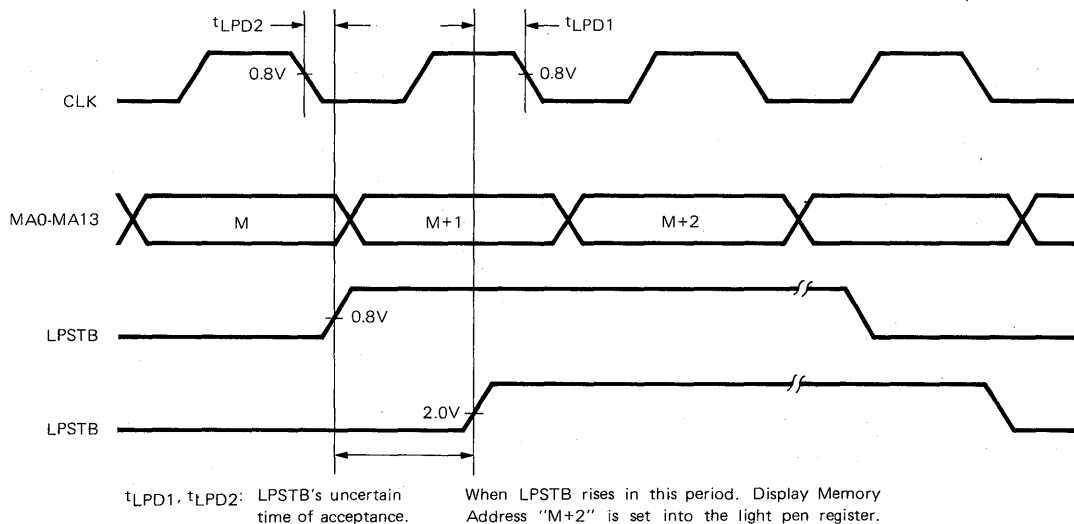 tLPD2
tLPD1
0.8V
0.8V
CLK
MA0-MA13
M
M+1
M+2
LPSTB
0.8V
LPSTB
2.0V
tLPD1, tLPD2: LPSTB's uncertain
time of acceptance.
When LPSTB rises in this period. Display Memory
Address "M+2" is set into the light pen register.